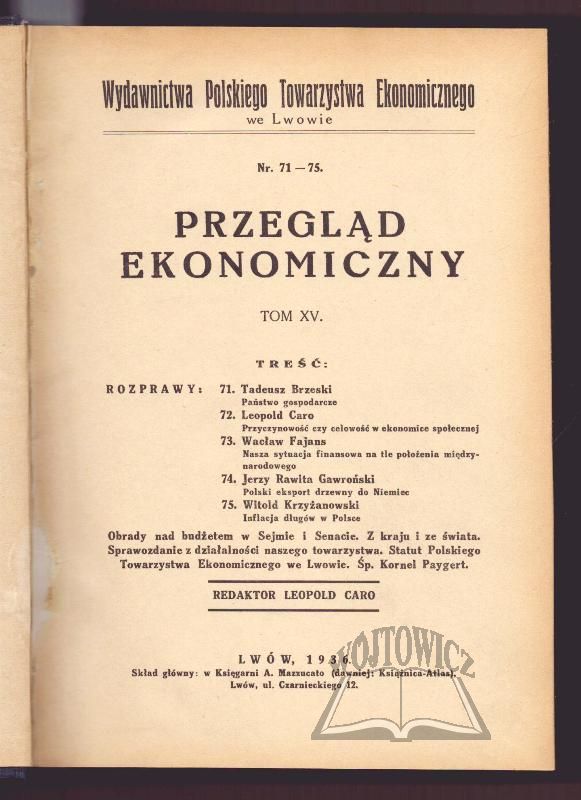 Wydawnictwa Polskiego Towarzystwa Ekonomicznego
we Lwowie
Nr. 71 — 75.
PRZEGLĄD
EKONOMICZNY
TOM XV.
TREŚĆ:
ROZPRAWY: 71. Tadeusz Brzeski
Państwo gospodarcze
72. Leopold Caro
Przyczynowość czy celowość w ekonomice społecznej
73. Wacław Fajans
Nasza sytuacja finansowa na tle położenia między-
narodowego
74. Jerzy Rawita Gawroński
Polski eksport drzewny do Niemiec
75. Witold Krzyżanowski
Inflacja długów w Polsce
Obrady nad budżetem w Sejmie i Senacie. Z kraju i ze świata.
Sprawozdanie z działalności naszego towarzystwa. Statut Polskiego
Towarzystwa Ekonomicznego we Lwowie. Śp. Kornel Paygert.
REDAKTOR LEOPOLD CARO
LWÓW, 1936.
Skład główny: w Księgarni A. Mazzucato (dawniej: Książnica-Atlas).
Lwów, ul. Czarnieckiego 12.
WÓJTOWICZ